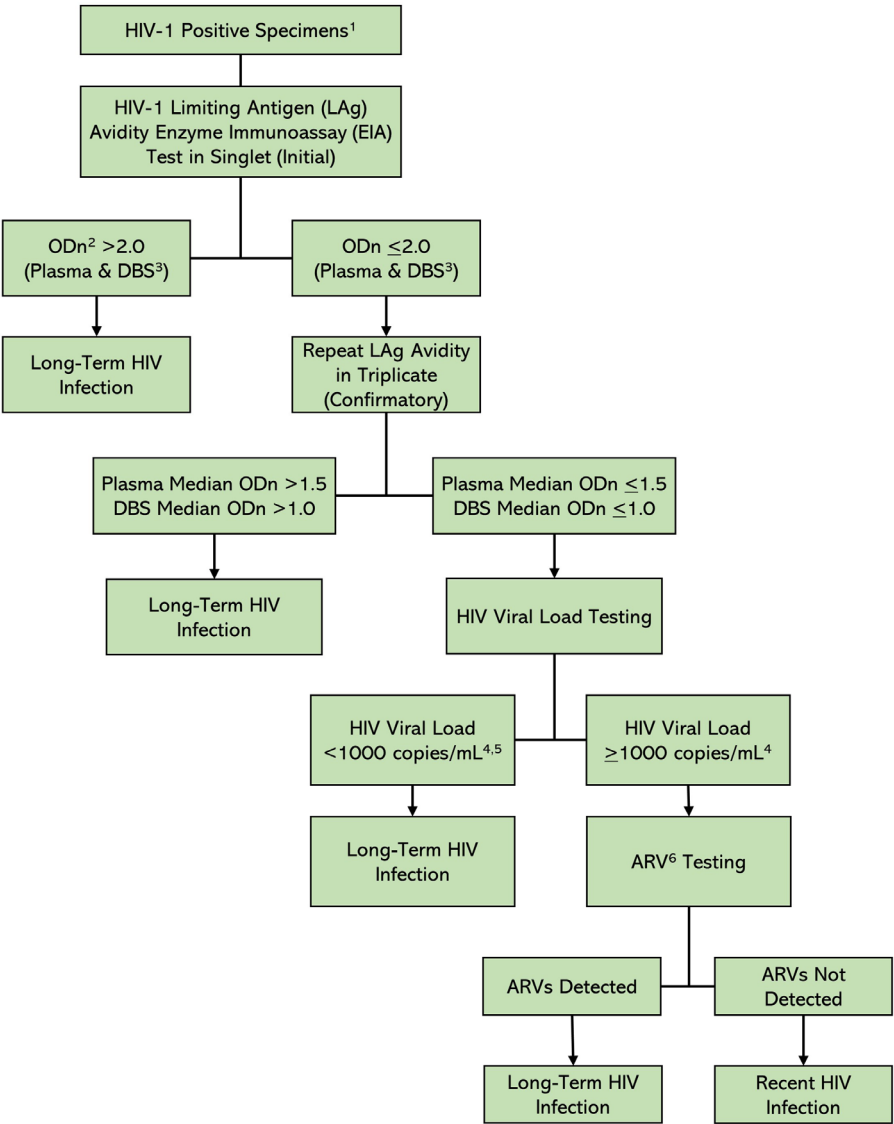 HIV-1 Positive Specimens¹
HIV-1 Limiting Antigen (LAg)
Avidity Enzyme Immunoassay (EIA)
Test in Singlet (Initial)
ODn² >2.0
(Plasma & DBS³)
ODn ≤2.0
(Plasma & DBS³)
Long-Term HIV
Infection
Repeat LAg Avidity
in Triplicate
(Confirmatory)
Plasma Median ODn >1.5
DBS Median ODn >1.0
Plasma Median ODn ≤1.5
DBS Median ODn ≤1.0
Long-Term HIV
Infection
HIV Viral Load Testing
HIV Viral Load
<1000 copies/mL⁴,⁵
HIV Viral Load
≥1000 copies/mL⁴
Long-Term HIV
Infection
ARV⁶ Testing
ARVs Detected
ARVs Not
Detected
Long-Term HIV
Infection
Recent HIV
Infection